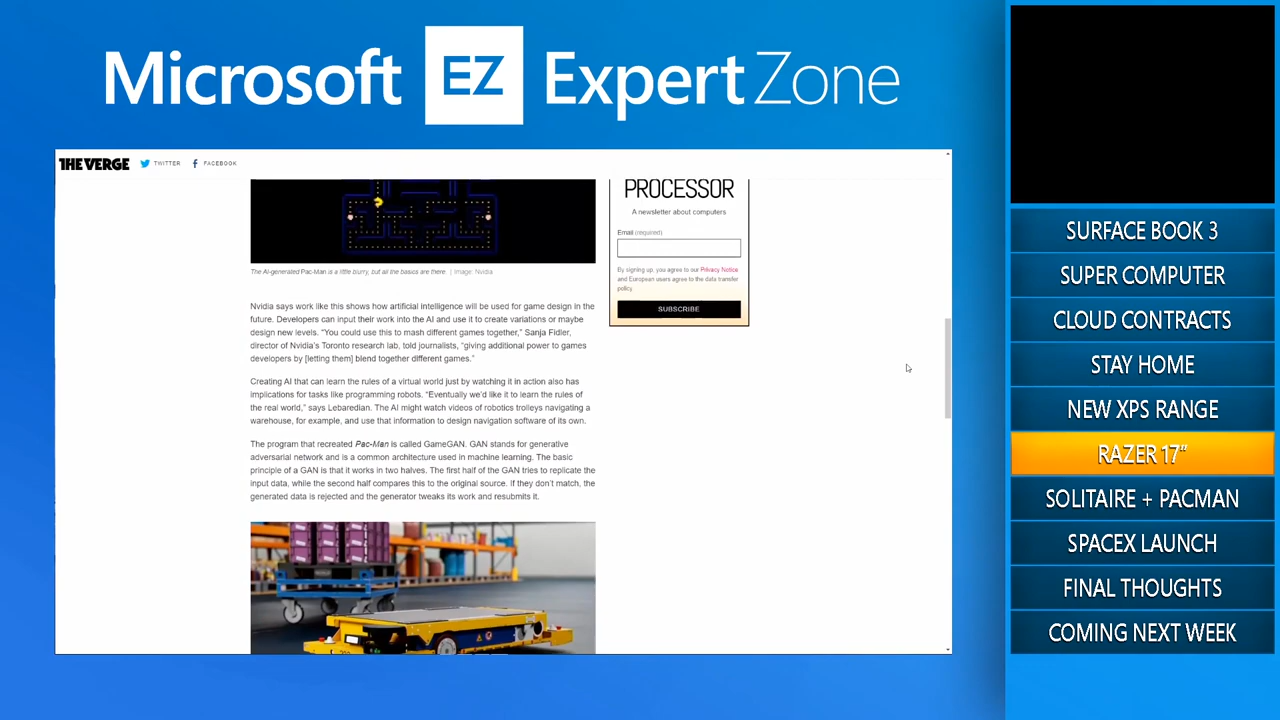 Microsoft EZ Expert Zone
THE VERGE TWITTER FACEBOOK
The AI-generated Pac-Man is a little blurry, but all the basics are there. | Image: Nvidia
Nvidia says work like this shows how artificial intelligence will be used for game design in the
future. Developers can input their work into the AI and use it to create variations or maybe
design new levels. “You could use this to mash different games together,” Sanja Fidler,
director of Nvidia’s Toronto research lab, told journalists, “giving additional power to games
developers by [letting them] blend together different games.”
Creating AI that can learn the rules of a virtual world just by watching it in action also has
implications for tasks like programming robots. “Eventually we’d like it to learn the rules of
the real world,” says Lebaredian. The AI might watch videos of robotics trolleys navigating a
warehouse, for example, and use that information to design navigation software of its own.
The program that recreated Pac-Man is called GameGAN. GAN stands for generative
adversarial network and is a common architecture used in machine learning. The basic
principle of a GAN is that it works in two halves. The first half of the GAN tries to replicate the
input data, while the second half compares this to the original source. If they don’t match, the
generated data is rejected and the generator tweaks its work and resubmits it.
PROCESSOR
A newsletter about computers
Email (required)
By signing up, you agree to our Privacy Notice
and European users agree to the data transfer
policy.
SUBSCRIBE
SURFACE BOOK 3
SUPER COMPUTER
CLOUD CONTRACTS
STAY HOME
NEW XPS RANGE
RAZER 17"
SOLITAIRE + PACMAN
SPACEX LAUNCH
FINAL THOUGHTS
COMING NEXT WEEK